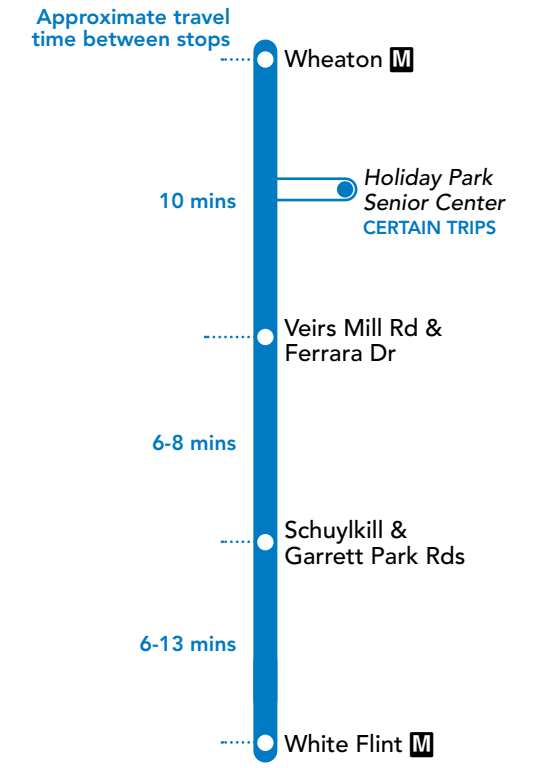 Approximate travel
time between stops
Wheaton M
Holiday Park
Senior Center
CERTAIN TRIPS
10 mins
Veirs Mill Rd &
Ferrara Dr
6-8 mins
Schuylkill &
Garrett Park Rds
6-13 mins
White Flint M